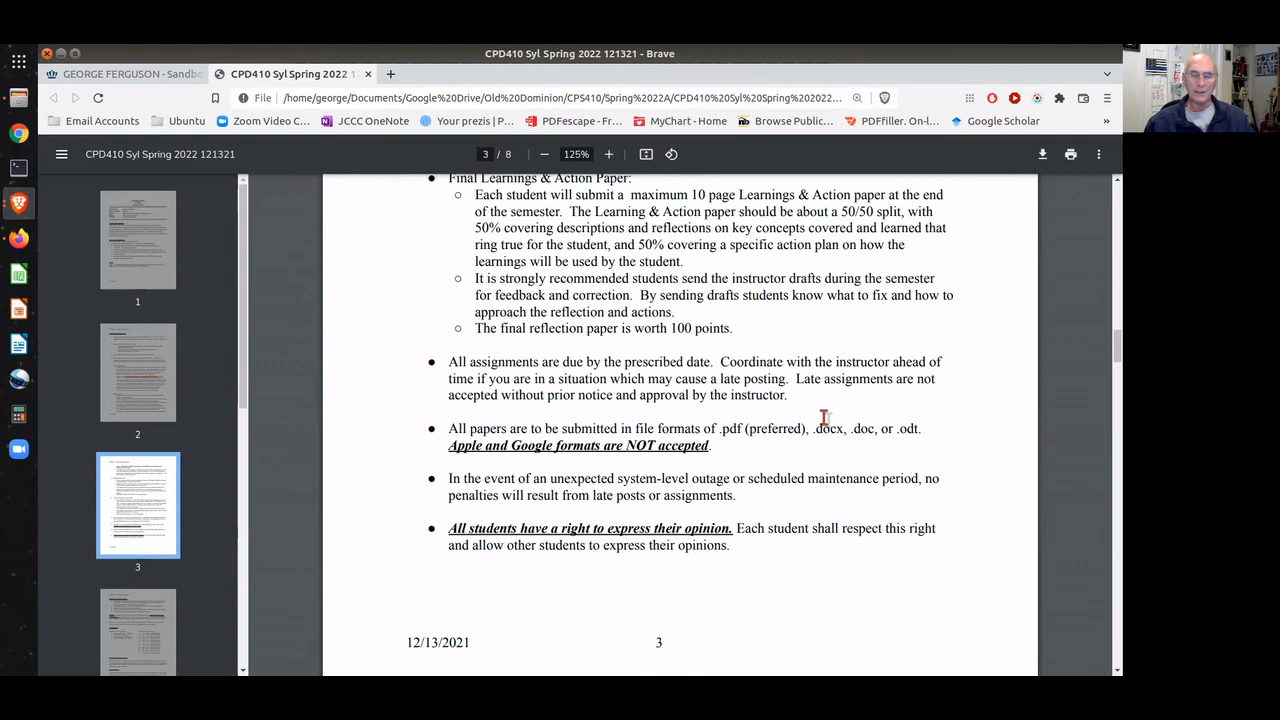 CPD410 Syl Spring 2022 121321 - Brave
GEORGE FERGUSON - Sandbo
CPD410 Syl Spring 2022 1
File
/home/george/Documents/Google%20Drive/Old%20Dominion/CPS410/Spring%2022A/CPD410%20Syl%20Spring%202022...
Email Accounts
Ubuntu
Zoom Video C...
JCCC OneNote
Your prezis | P...
PDFescape - Fr...
MyChart - Home
Browse Public...
PDFfiller. On-l...
Google Scholar
»
CPD410 Syl Spring 2022 121321
3 / 8
125%
1
2
3
• Final Learnings & Action Paper:
○ Each student will submit a maximum 10 page Learnings & Action paper at the end
of the semester. The Learning & Action paper should be about a 50/50 split, with
50% covering descriptions and reflections on key concepts covered and learned that
ring true for the student, and 50% covering a specific action plan on how the
learnings will be used by the student.
○ It is strongly recommended students send the instructor drafts during the semester
for feedback and correction. By sending drafts students know what to fix and how to
approach the reflection and actions.
○ The final reflection paper is worth 100 points.
• All assignments are due by the prescribed date. Coordinate with the instructor ahead of
time if you are in a situation which may cause a late posting. Late assignments are not
accepted without prior notice and approval by the instructor.
• All papers are to be submitted in file formats of .pdf (preferred), .docx, .doc, or .odt.
Apple and Google formats are NOT accepted.
• In the event of an unexpected system-level outage or scheduled maintenance period, no
penalties will result from late posts or assignments.
• All students have a right to express their opinion. Each student shall respect this right
and allow other students to express their opinions.
12/13/2021
3